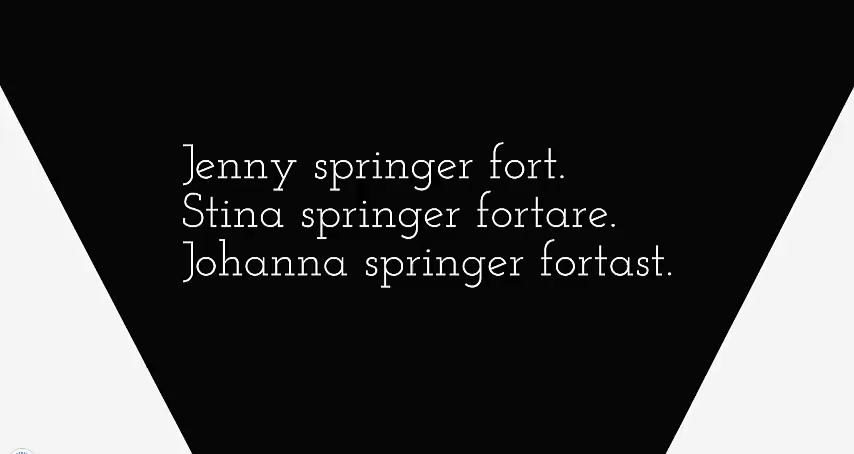 Jenny springer fort.
Stina springer fortare.
Johanna springer fortast.